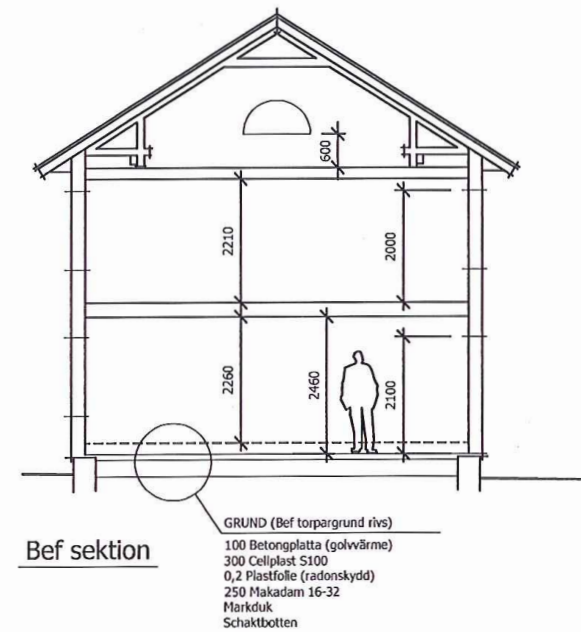 600
2210
2000
2260
2460
2100
GRUND (Bef torpargrund rivs)
100 Betongplatta (golvvärme)
300 Cellplast S100
0,2 Plastfolie (radonskydd)
250 Makadam 16-32
Markduk
Schaktbotten
Bef sektion